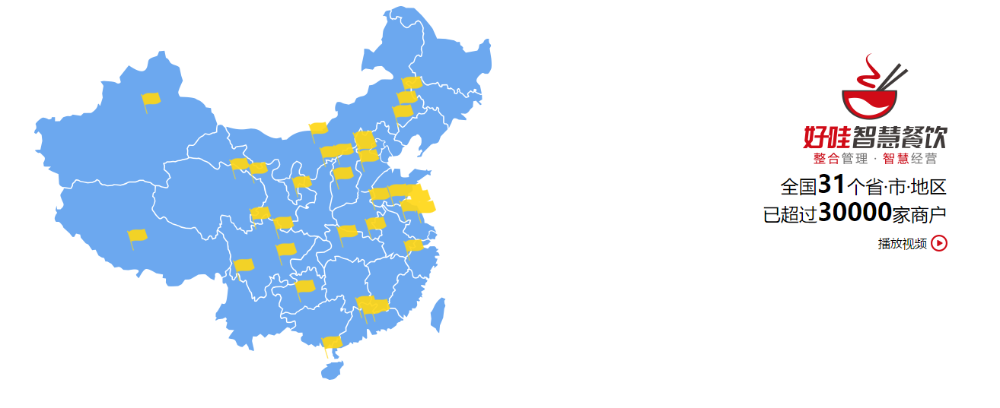 好哇智慧餐饮
整合管理·智慧经营
全国31个省·市·地区
已超过30000家商户
播放视频